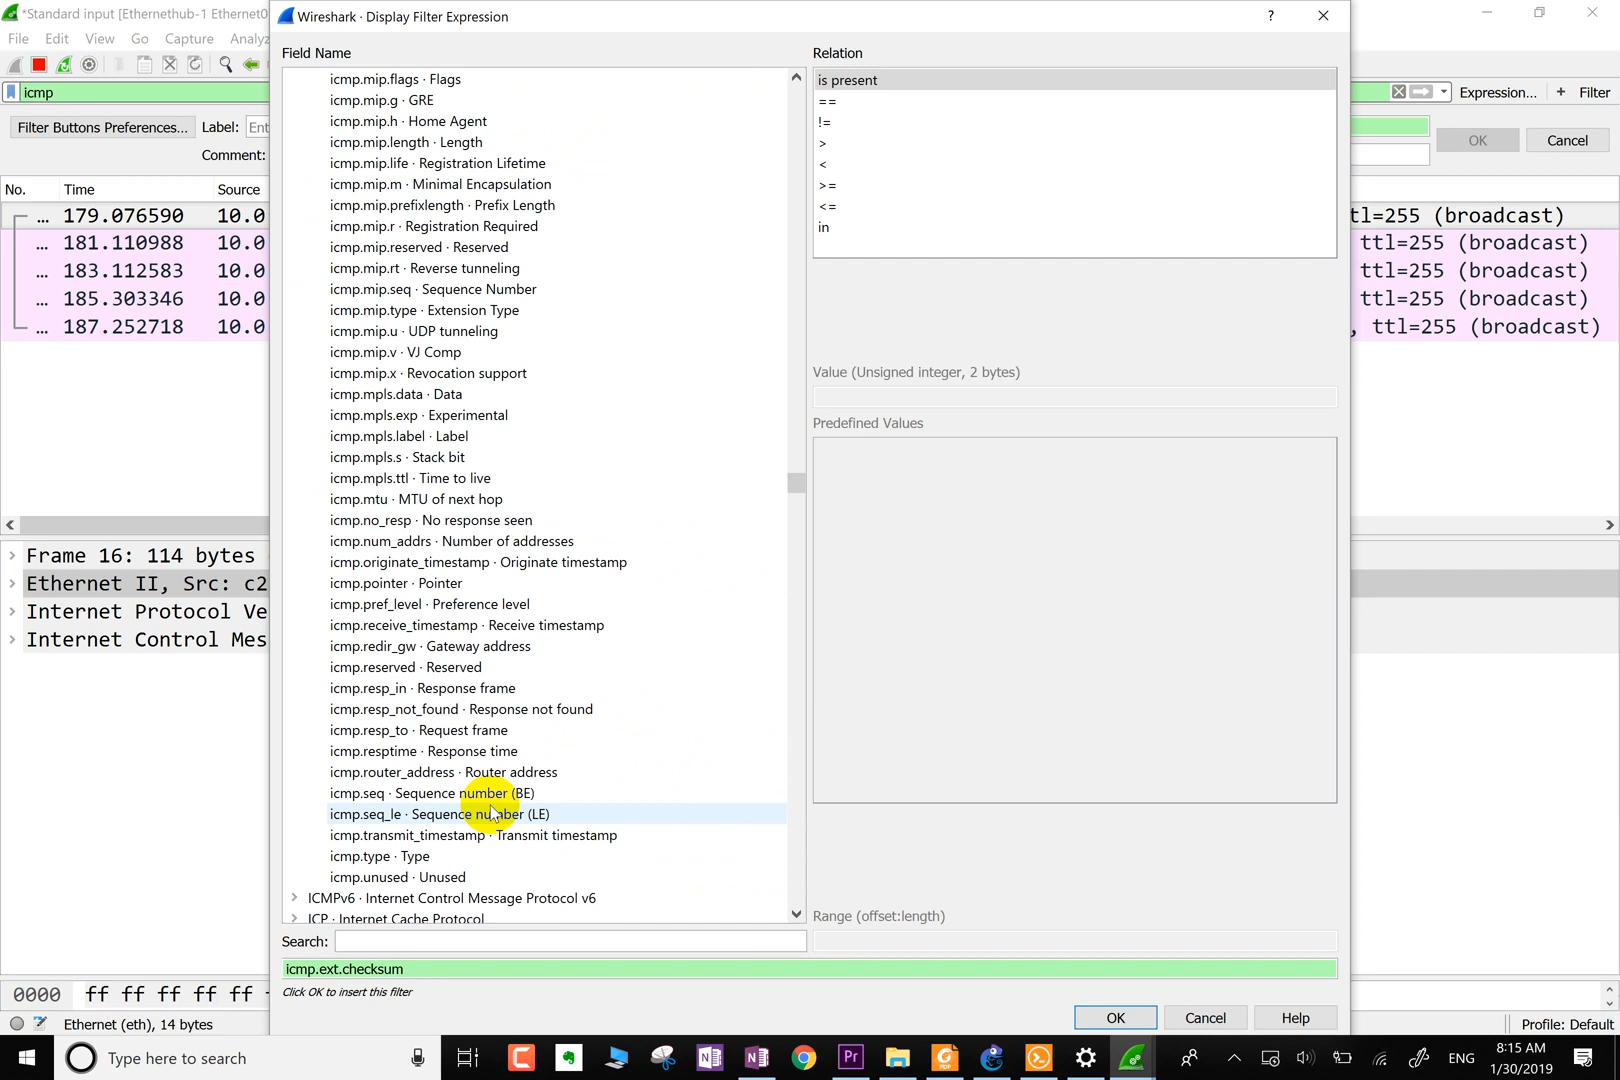 *Standard input [Ethernethub-1 Ethernet0
Wireshark · Display Filter Expression
?
File Edit View Go Capture Analyz
Field Name
Relation
icmp
Expression... + Filter
Filter Buttons Preferences... Label: Ent
Comment:
OK Cancel
No. Time Source
... 179.076590 10.0
tl=255 (broadcast)
... 181.110988 10.0
ttl=255 (broadcast)
... 183.112583 10.0
ttl=255 (broadcast)
... 185.303346 10.0
ttl=255 (broadcast)
... 187.252718 10.0
, ttl=255 (broadcast)
icmp.mip.flags · Flags
icmp.mip.g · GRE
icmp.mip.h · Home Agent
icmp.mip.length · Length
icmp.mip.life · Registration Lifetime
icmp.mip.m · Minimal Encapsulation
icmp.mip.prefixlength · Prefix Length
icmp.mip.r · Registration Required
icmp.mip.reserved · Reserved
icmp.mip.rt · Reverse tunneling
icmp.mip.seq · Sequence Number
icmp.mip.type · Extension Type
icmp.mip.u · UDP tunneling
icmp.mip.v · VJ Comp
icmp.mip.x · Revocation support
icmp.mpls.data · Data
icmp.mpls.exp · Experimental
icmp.mpls.label · Label
icmp.mpls.s · Stack bit
icmp.mpls.ttl · Time to live
icmp.mtu · MTU of next hop
icmp.no_resp · No response seen
icmp.num_addrs · Number of addresses
icmp.originate_timestamp · Originate timestamp
icmp.pointer · Pointer
icmp.pref_level · Preference level
icmp.receive_timestamp · Receive timestamp
icmp.redir_gw · Gateway address
icmp.reserved · Reserved
icmp.resp_in · Response frame
icmp.resp_not_found · Response not found
icmp.resp_to · Request frame
icmp.resptime · Response time
icmp.router_address · Router address
icmp.seq · Sequence number (BE)
icmp.seq_le · Sequence number (LE)
icmp.transmit_timestamp · Transmit timestamp
icmp.type · Type
icmp.unused · Unused
ICMPv6 · Internet Control Message Protocol v6
ICP · Internet Cache Protocol
is present
==
!=
>
<
>=
<=
in
Value (Unsigned integer, 2 bytes)
Predefined Values
Range (offset:length)
Search:
icmp.ext.checksum
Click OK to insert this filter
OK Cancel Help
Frame 16: 114 bytes
Ethernet II, Src: c2
Internet Protocol Ve
Internet Control Mes
0000 ff ff ff ff ff
Ethernet (eth), 14 bytes
Profile: Default
Type here to search
N N Pr PDF
ENG
8:15 AM
1/30/2019